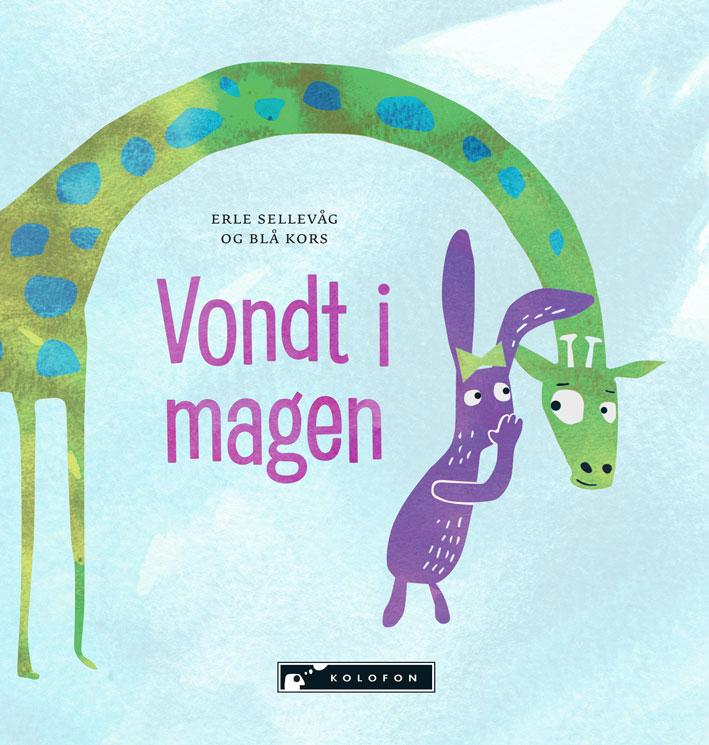 ERLE SELLEVÅG
OG BLÅ KORS
Vondt i
magen
KOLOFON